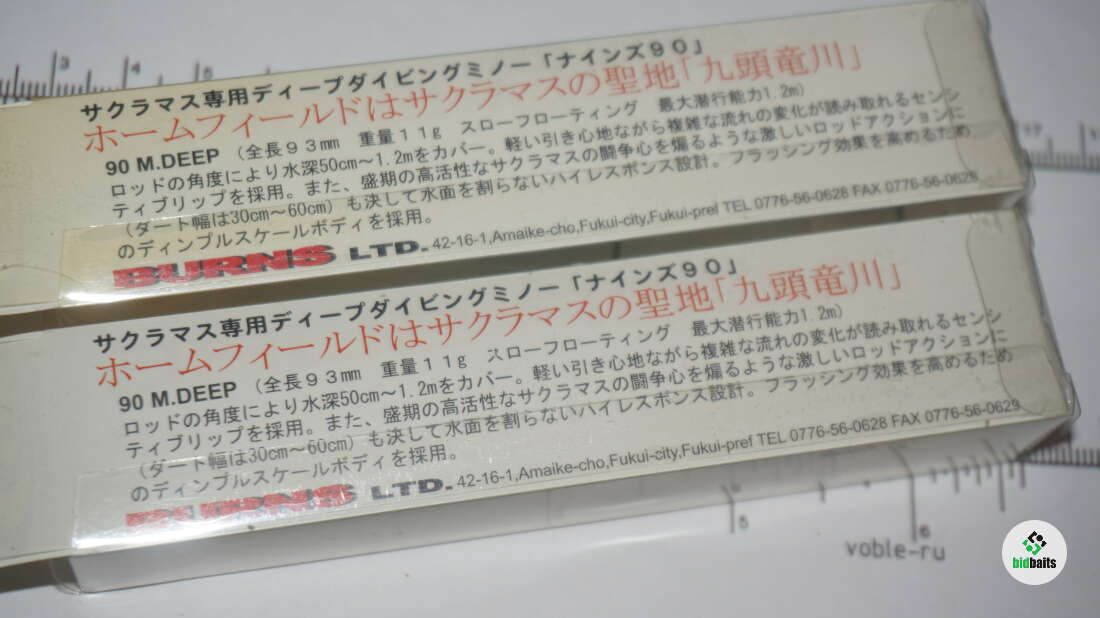 3 4 5
サクラマス専用ディープダイビングミノー「ナインズ90」
ホームフィールドはサクラマスの聖地「九頭竜川」
90 M.DEEP (全長93mm 重量11g スローフローティング 最大潜行能力1.2m)
ロッドの角度により水深50cm〜1.2mをカバー。軽い引き心地ながら複雑な流れの変化が読み取れるセンシ
ティブリップを採用。また、盛期の高活性なサクラマスの闘争心を煽るような激しいロッドアクションに
(ダート幅は30cm〜60cm)も決して水面を割らないハイレスポンス設計。フラッシング効果を高めるため
のディンプルスケールボディを採用。
BURNS LTD. 42-16-1,Amaike-cho,Fukui-city,Fukui-pref TEL 0776-56-0628 FAX 0776-56-0629
サクラマス専用ディープダイビングミノー「ナインズ90」
ホームフィールドはサクラマスの聖地「九頭竜川」
90 M.DEEP (全長93mm 重量11g スローフローティング 最大潜行能力1.2m)
ロッドの角度により水深50cm〜1.2mをカバー。軽い引き心地ながら複雑な流れの変化が読み取れるセンシ
ティブリップを採用。また、盛期の高活性なサクラマスの闘争心を煽るような激しいロッドアクションに
(ダート幅は30cm〜60cm)も決して水面を割らないハイレスポンス設計。フラッシング効果を高めるため
のディンプルスケールボディを採用。
BURNS LTD. 42-16-1,Amaike-cho,Fukui-city,Fukui-pref TEL 0776-56-0628 FAX 0776-56-0629
5 6
voble-ru
bidbaits